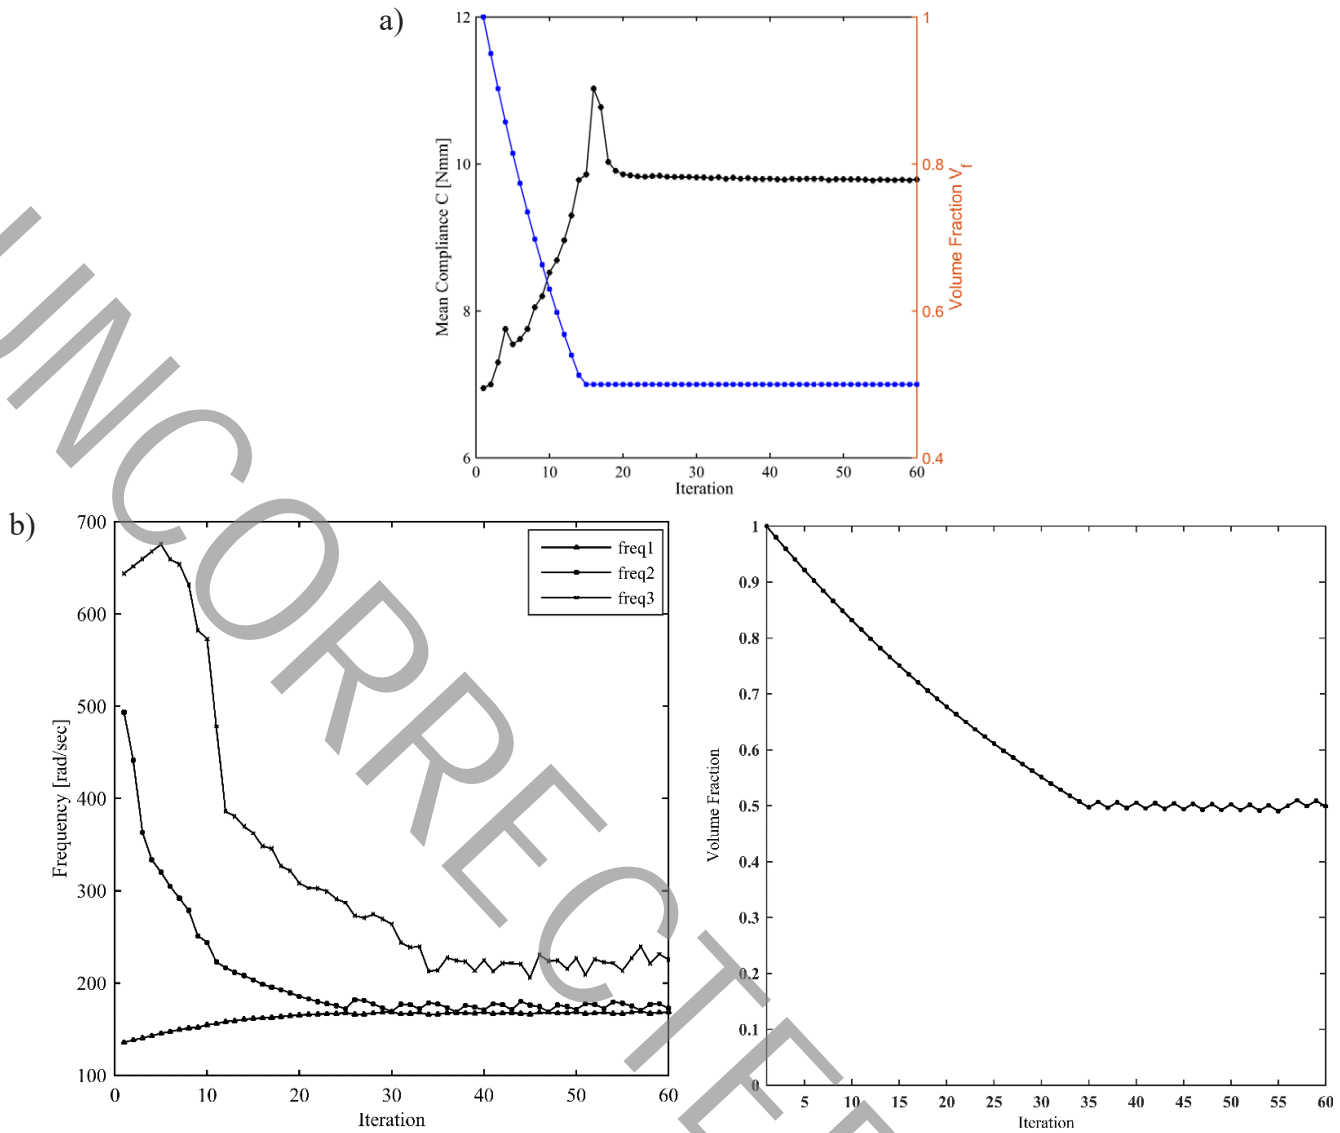 a)
12
10
8
6
Mean Compliance C [Nmm]
0 10 20 30 40 50 60
Iteration
1
0.8
0.6
0.4
Volume Fraction Vf
b)
700
600
500
400
300
200
100
Frequency [rad/sec]
freq1
freq2
freq3
0 10 20 30 40 50 60
Iteration
1
0.9
0.8
0.7
0.6
0.5
0.4
0.3
0.2
0.1
0
Volume Fraction
5 10 15 20 25 30 35 40 45 50 55 60
Iteration
UNCORRECTE